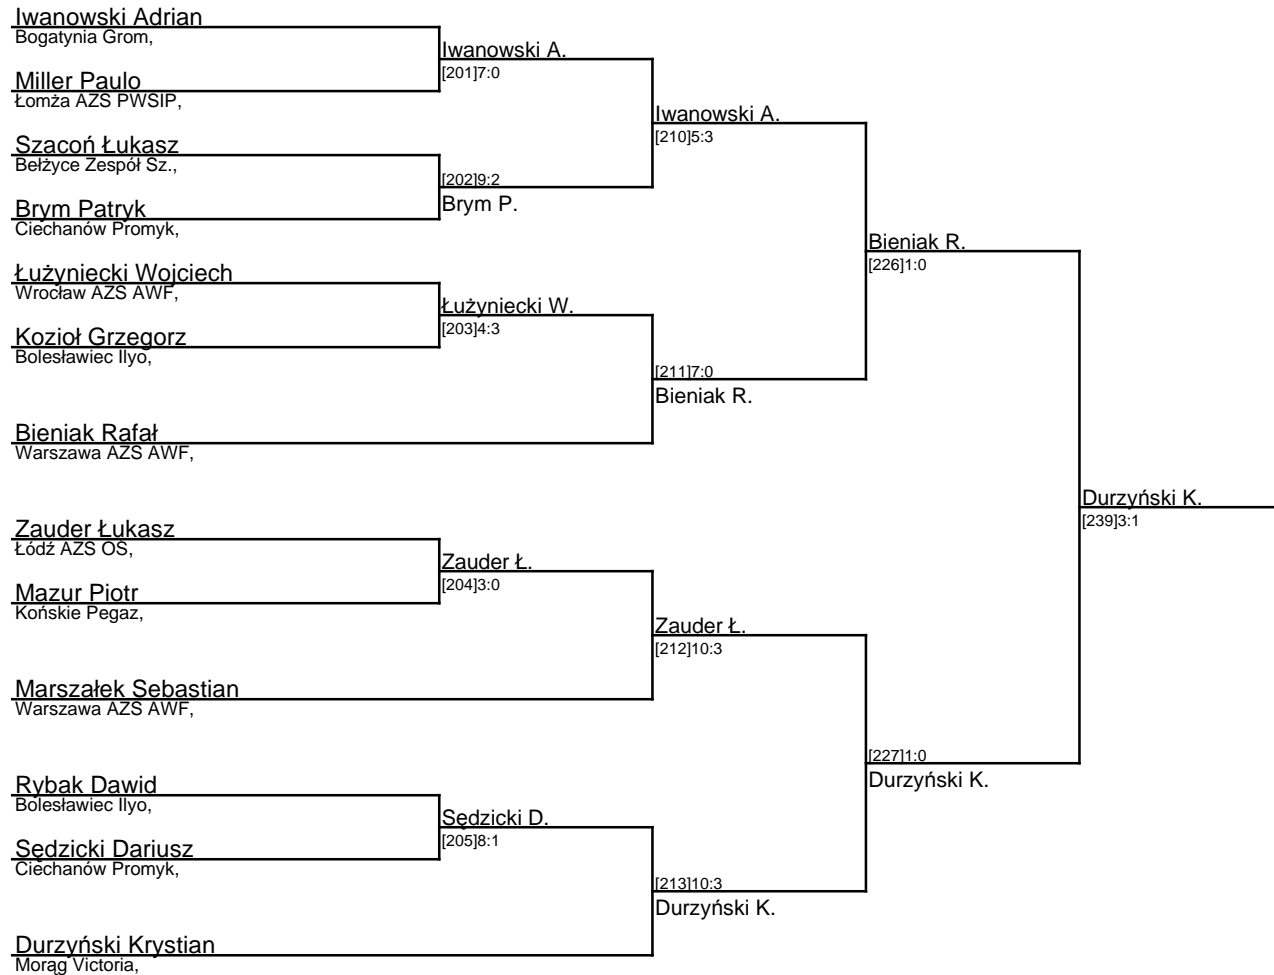 Iwanowski Adrian
Bogatynia Grom,
Iwanowski A.
[201]7:0
Miller Paulo
Łomża AZS PWSIP,
Iwanowski A.
[210]5:3
Szacoń Łukasz
Bełżyce Zespół Sz.,
[202]9:2
Brym P.
Brym Patryk
Ciechanów Promyk,
Bieniak R.
[226]1:0
Łużyniecki Wojciech
Wrocław AZS AWF,
Łużyniecki W.
[203]4:3
Kozioł Grzegorz
Bolesławiec Ilyo,
[211]7:0
Bieniak R.
Bieniak Rafał
Warszawa AZS AWF,
Durzyński K.
[239]3:1
Zauder Łukasz
Łódź AZS OŚ,
Zauder Ł.
[204]3:0
Mazur Piotr
Końskie Pegaz,
Zauder Ł.
[212]10:3
Marszałek Sebastian
Warszawa AZS AWF,
[227]1:0
Durzyński K.
Rybak Dawid
Bolesławiec Ilyo,
Sędzicki D.
[205]8:1
Sędzicki Dariusz
Ciechanów Promyk,
[213]10:3
Durzyński K.
Durzyński Krystian
Morąg Victoria,